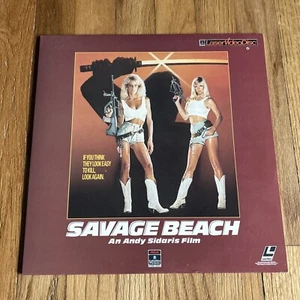 LaserVideoDisc
IF YOU THINK
THEY LOOK EASY
TO KILL,
LOOK AGAIN.
SAVAGE BEACH
An Andy Sidaris Film